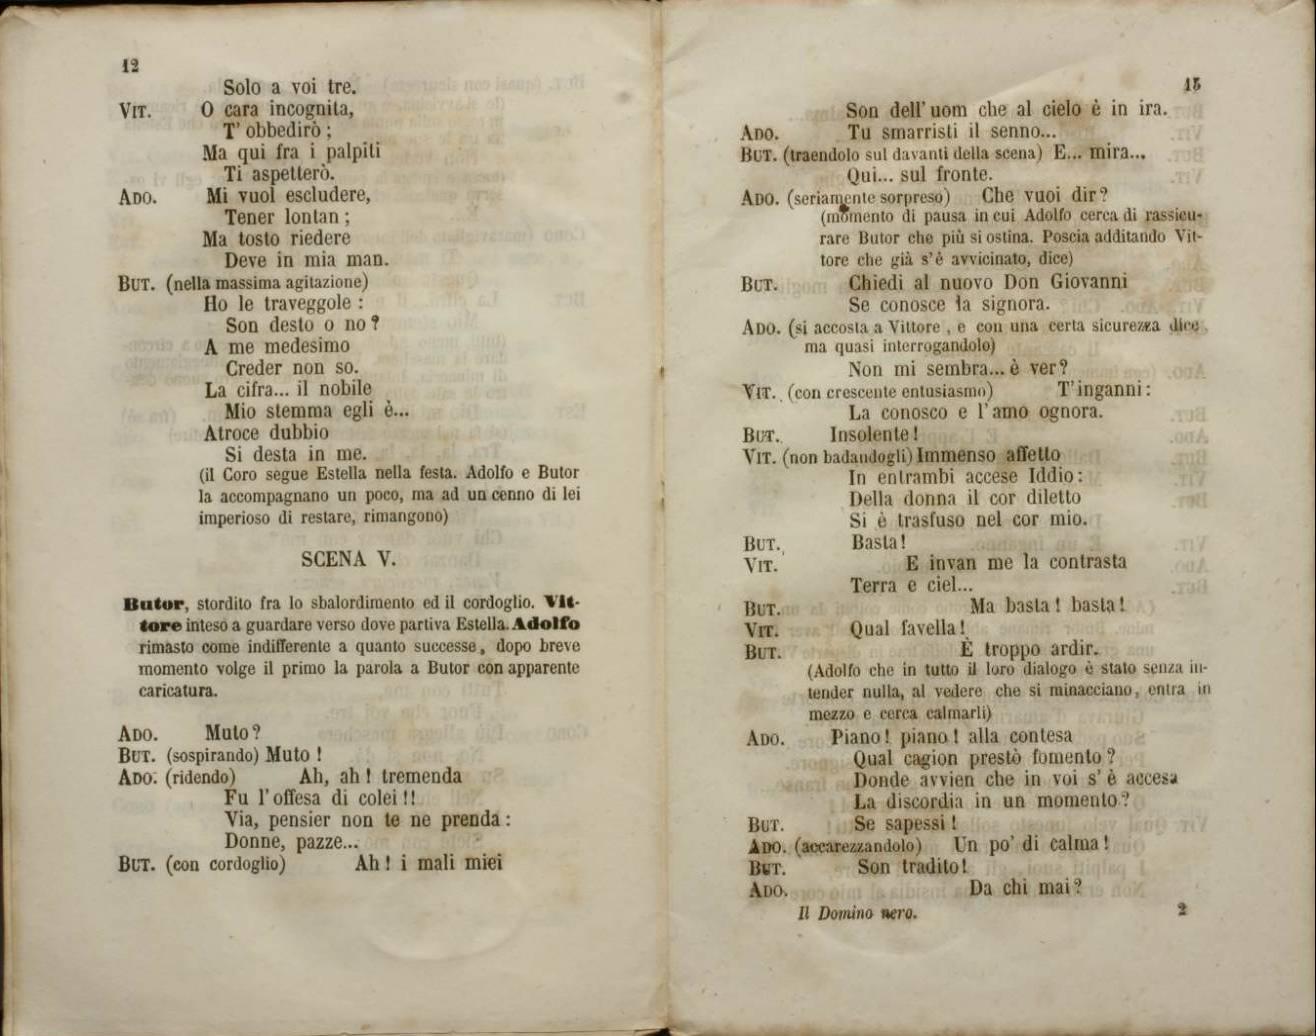 12
Solo a voi tre.
VIT. O cara incognita,
T' obbedirò ;
Ma qui fra i palpiti
Ti aspetterò.
ADO. Mi vuol escludere,
Tener lontan ;
Ma tosto riedere
Deve in mia man.
BUT. (nella massima agitazione)
Ho le traveggole :
Son desto o no ?
A me medesimo
Creder non so.
La cifra... il nobile
Mio stemma egli è...
Atroce dubbio
Si desta in me.
(il Coro segue Estella nella festa. Adolfo e Butor
la accompagnano un poco, ma ad un cenno di lei
imperioso di restare, rimangono)
SCENA V.
Butor, stordito fra lo sbalordimento ed il cordoglio. Vit-
tore inteso a guardare verso dove partiva Estella. Adolfo
rimasto come indifferente a quanto successe, dopo breve
momento volge il primo la parola a Butor con apparente
caricatura.
ADO. Muto ?
BUT. (sospirando) Muto !
ADO. (ridendo) Ah, ah ! tremenda
Fu l'offesa di colei !!
Via, pensier non te ne prenda :
Donne, pazze...
BUT. (con cordoglio) Ah ! i mali miei
15
Son dell' uom che al cielo è in ira.
ADO. Tu smarristi il senno...
BUT. (traendolo sul davanti della scena) E... mira...
Qui... sul fronte.
ADO. (seriamente sorpreso) Che vuoi dir ?
(momento di pausa in cui Adolfo cerca di rassicu-
rare Butor che più si ostina. Poscia additando Vit-
tore che già s'è avvicinato, dice)
BUT. Chiedi al nuovo Don Giovanni
Se conosce la signora.
ADO. (si accosta a Vittore , e con una certa sicurezza dice
ma quasi interrogandolo)
Non mi sembra... è ver ?
VIT. (con crescente entusiasmo) T'inganni :
La conosco e l'amo ognora.
BUT. Insolente !
VIT. (non badandogli) Immenso affetto
In entrambi accese Iddio :
Della donna il cor diletto
Si è trasfuso nel cor mio.
BUT. Basta !
VIT. E invan me la contrasta
Terra e ciel...
BUT. Ma basta ! basta !
VIT. Qual favella !
BUT. È troppo ardir.
(Adolfo che in tutto il loro dialogo è stato senza in-
tender nulla, al vedere che si minacciano, entra in
mezzo e cerca calmarli)
ADO. Piano ! piano ! alla contesa
Qual cagion prestò fomento ?
Donde avvien che in voi s'è accesa
La discordia in un momento ?
BUT. Se sapessi !
ADO. (accarezzandolo) Un po' di calma !
BUT. Son tradito !
ADO. Da chi mai ?
Il Domino nero. 2